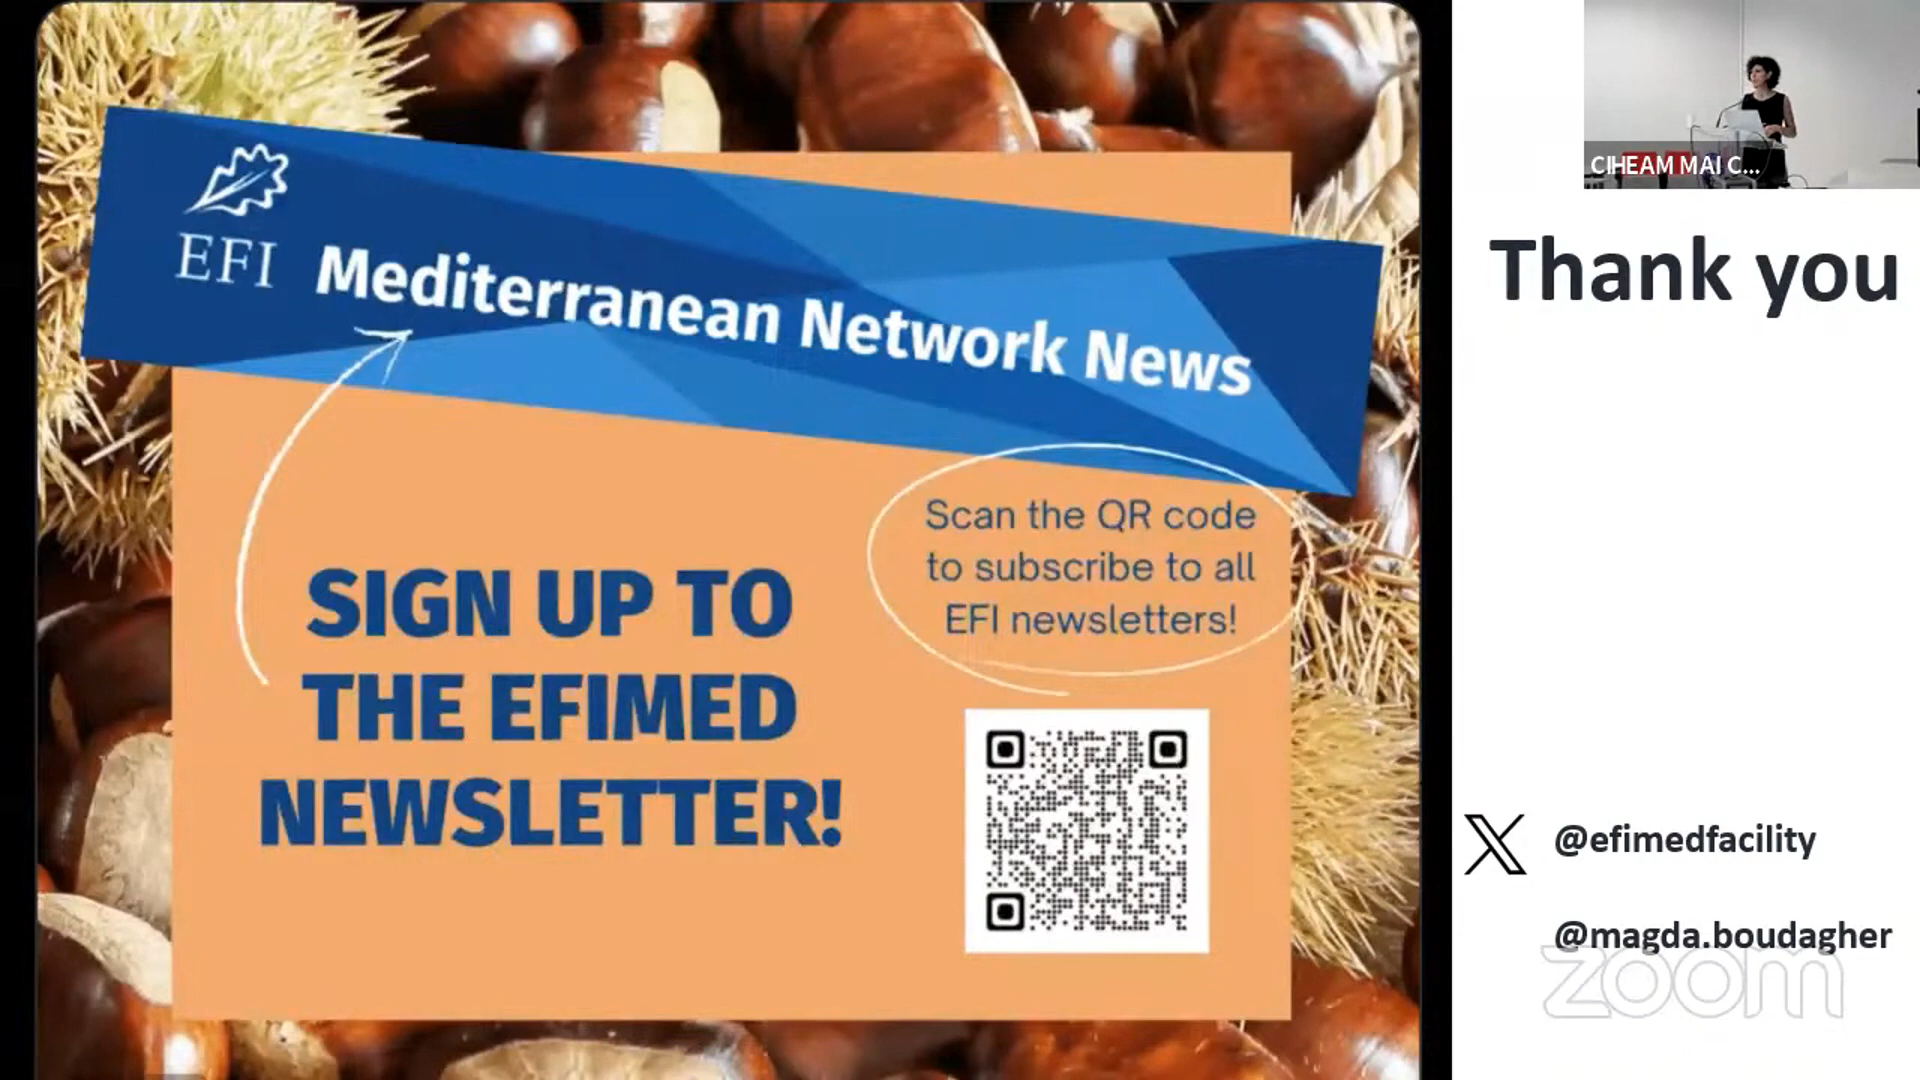 EFI
Mediterranean Network News
Scan the QR code
to subscribe to all
EFI newsletters!
SIGN UP TO
THE EFIMED
NEWSLETTER!
CIHEAM MAI C...
Thank you
@efimedfacility
@magda.boudagher
zoom